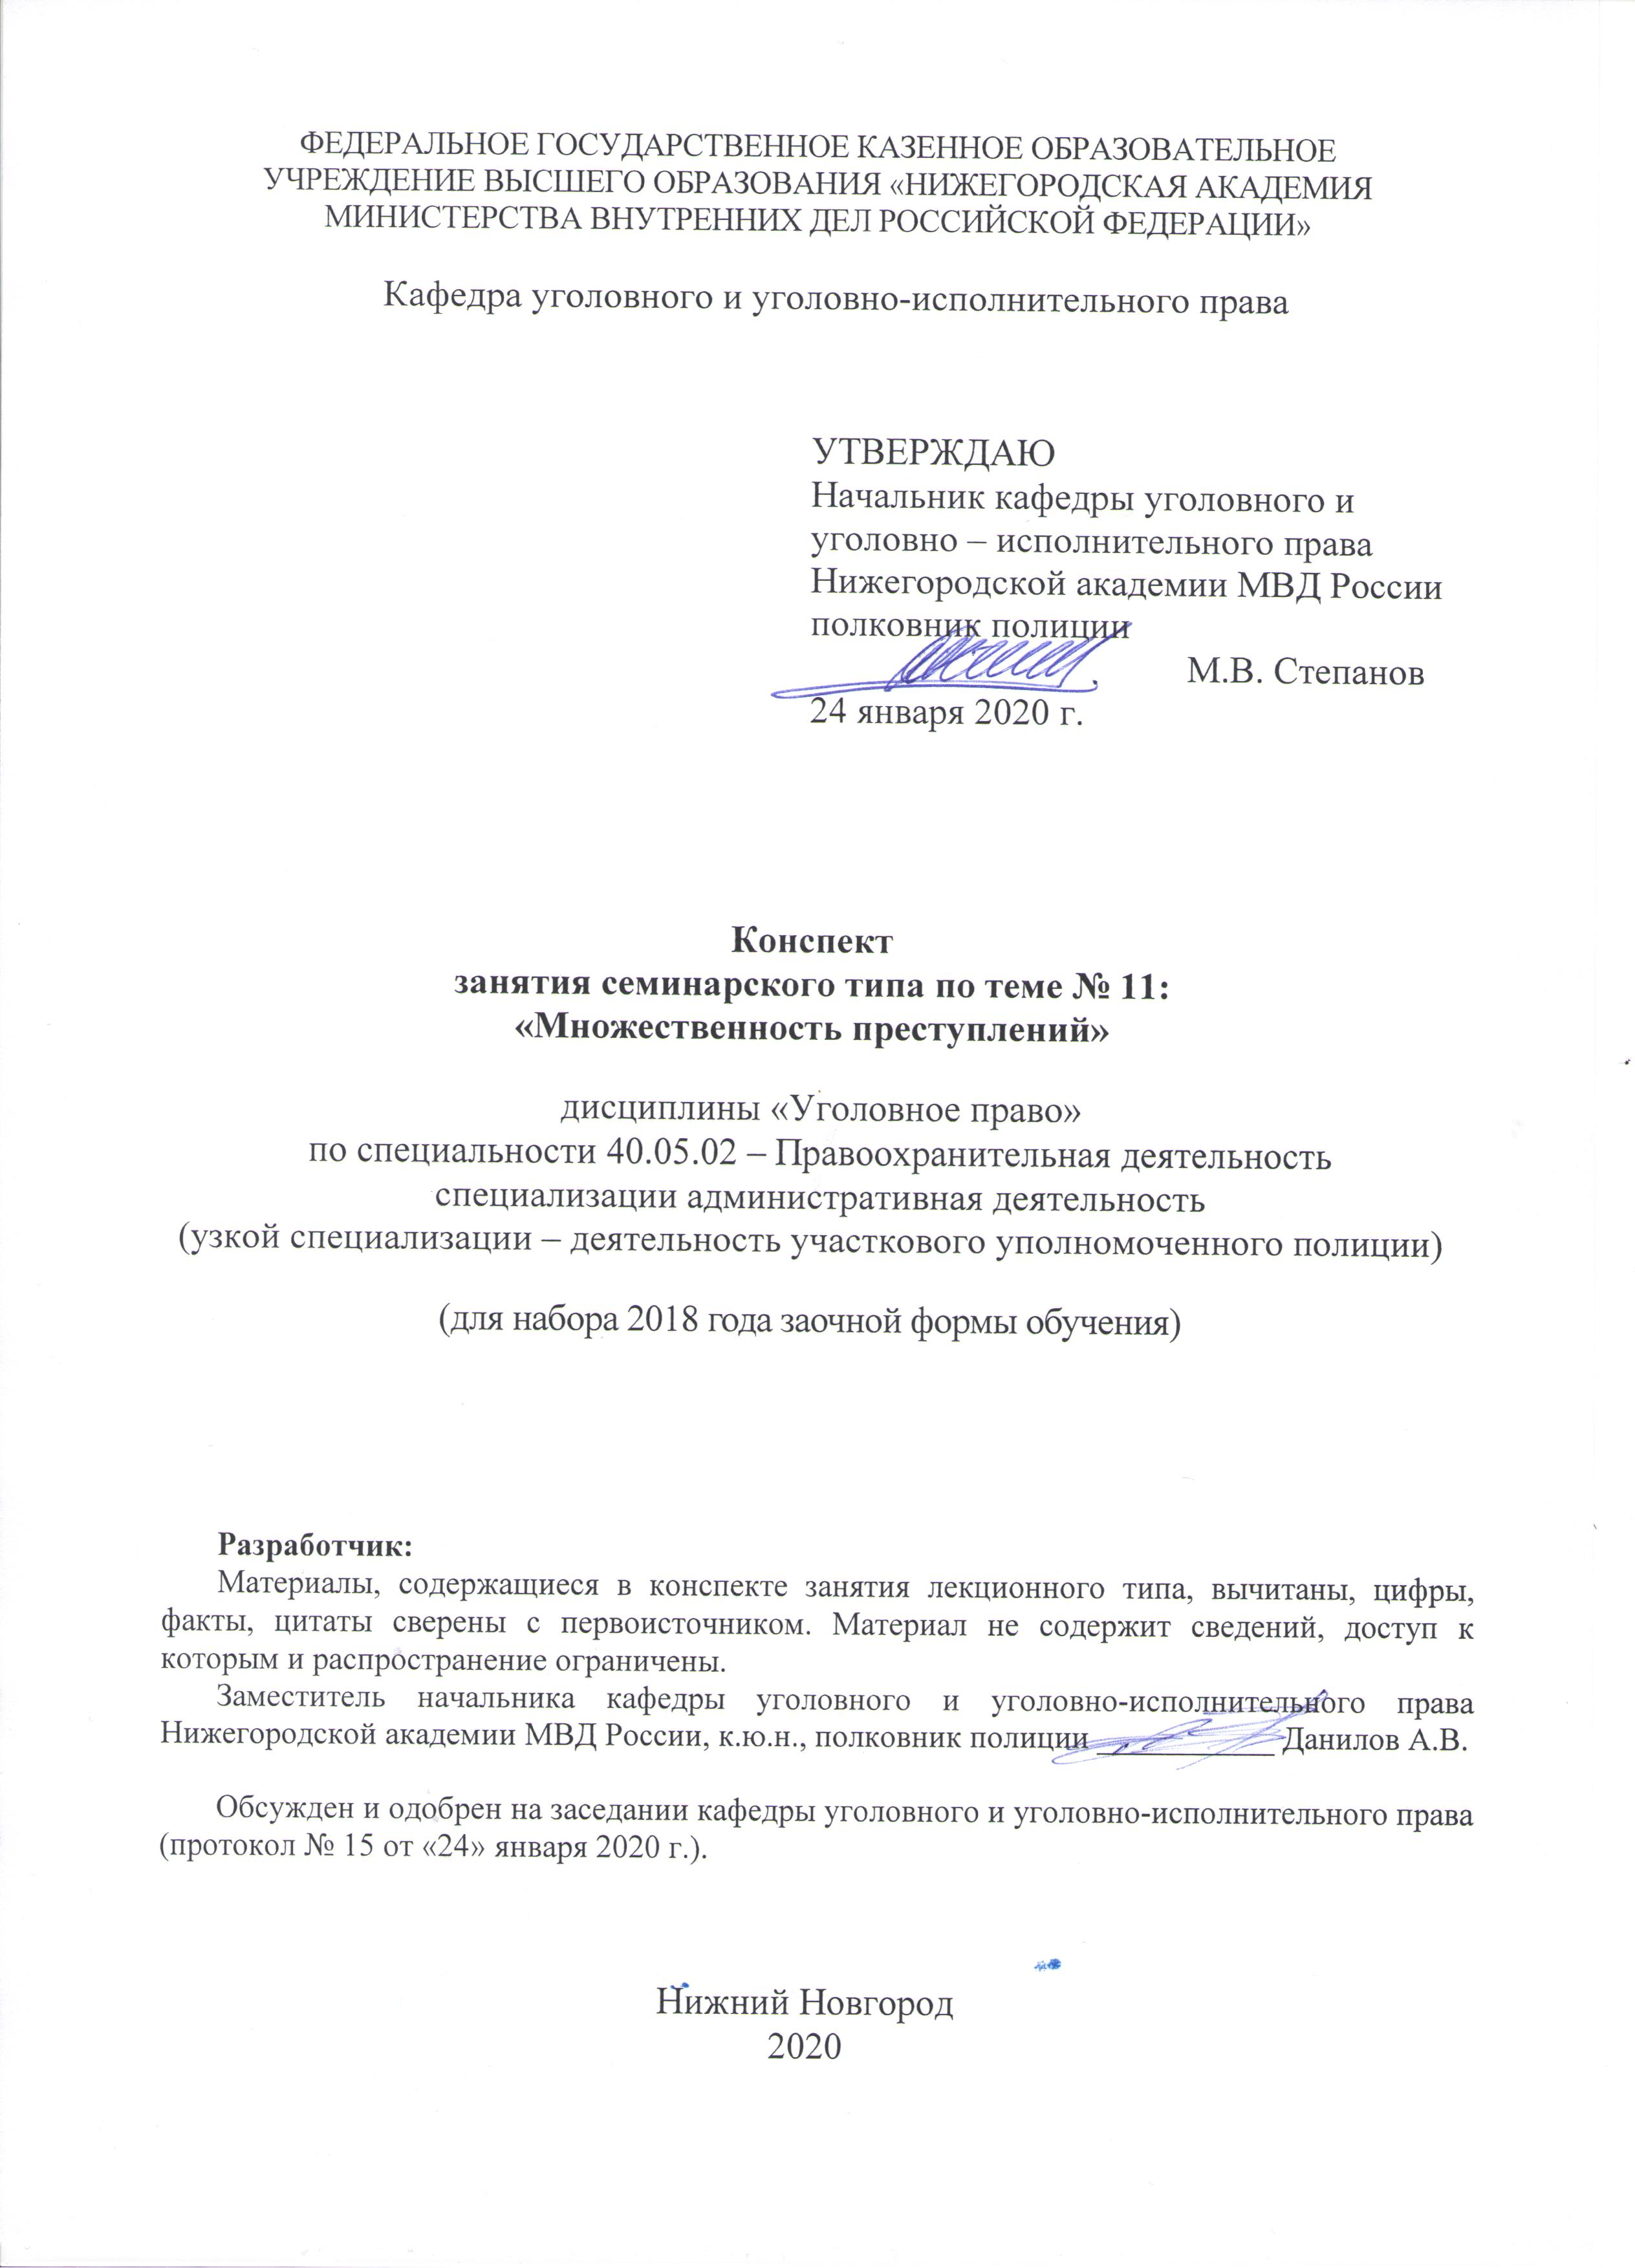 ФЕДЕРАЛЬНОЕ ГОСУДАРСТВЕННОЕ КАЗЕННОЕ ОБРАЗОВАТЕЛЬНОЕ
УЧРЕЖДЕНИЕ ВЫСШЕГО ОБРАЗОВАНИЯ «НИЖЕГОРОДСКАЯ АКАДЕМИЯ
МИНИСТЕРСТВА ВНУТРЕННИХ ДЕЛ РОССИЙСКОЙ ФЕДЕРАЦИИ»
Кафедра уголовного и уголовно-исполнительного права
УТВЕРЖДАЮ
Начальник кафедры уголовного и
уголовно – исполнительного права
Нижегородской академии МВД России
полковник полиции
М.В. Степанов
24 января 2020 г.
Конспект
занятия семинарского типа по теме № 11:
«Множественность преступлений»
дисциплины «Уголовное право»
по специальности 40.05.02 – Правоохранительная деятельность
специализации административная деятельность
(узкой специализации – деятельность участкового уполномоченного полиции)
(для набора 2018 года заочной формы обучения)
Разработчик:
Материалы, содержащиеся в конспекте занятия лекционного типа, вычитаны, цифры,
факты, цитаты сверены с первоисточником. Материал не содержит сведений, доступ к
которым и распространение ограничены.
Заместитель начальника кафедры уголовного и уголовно-исполнительного права
Нижегородской академии МВД России, к.ю.н., полковник полиции ___________ Данилов А.В.
Обсужден и одобрен на заседании кафедры уголовного и уголовно-исполнительного права
(протокол № 15 от «24» января 2020 г.).
Нижний Новгород
2020